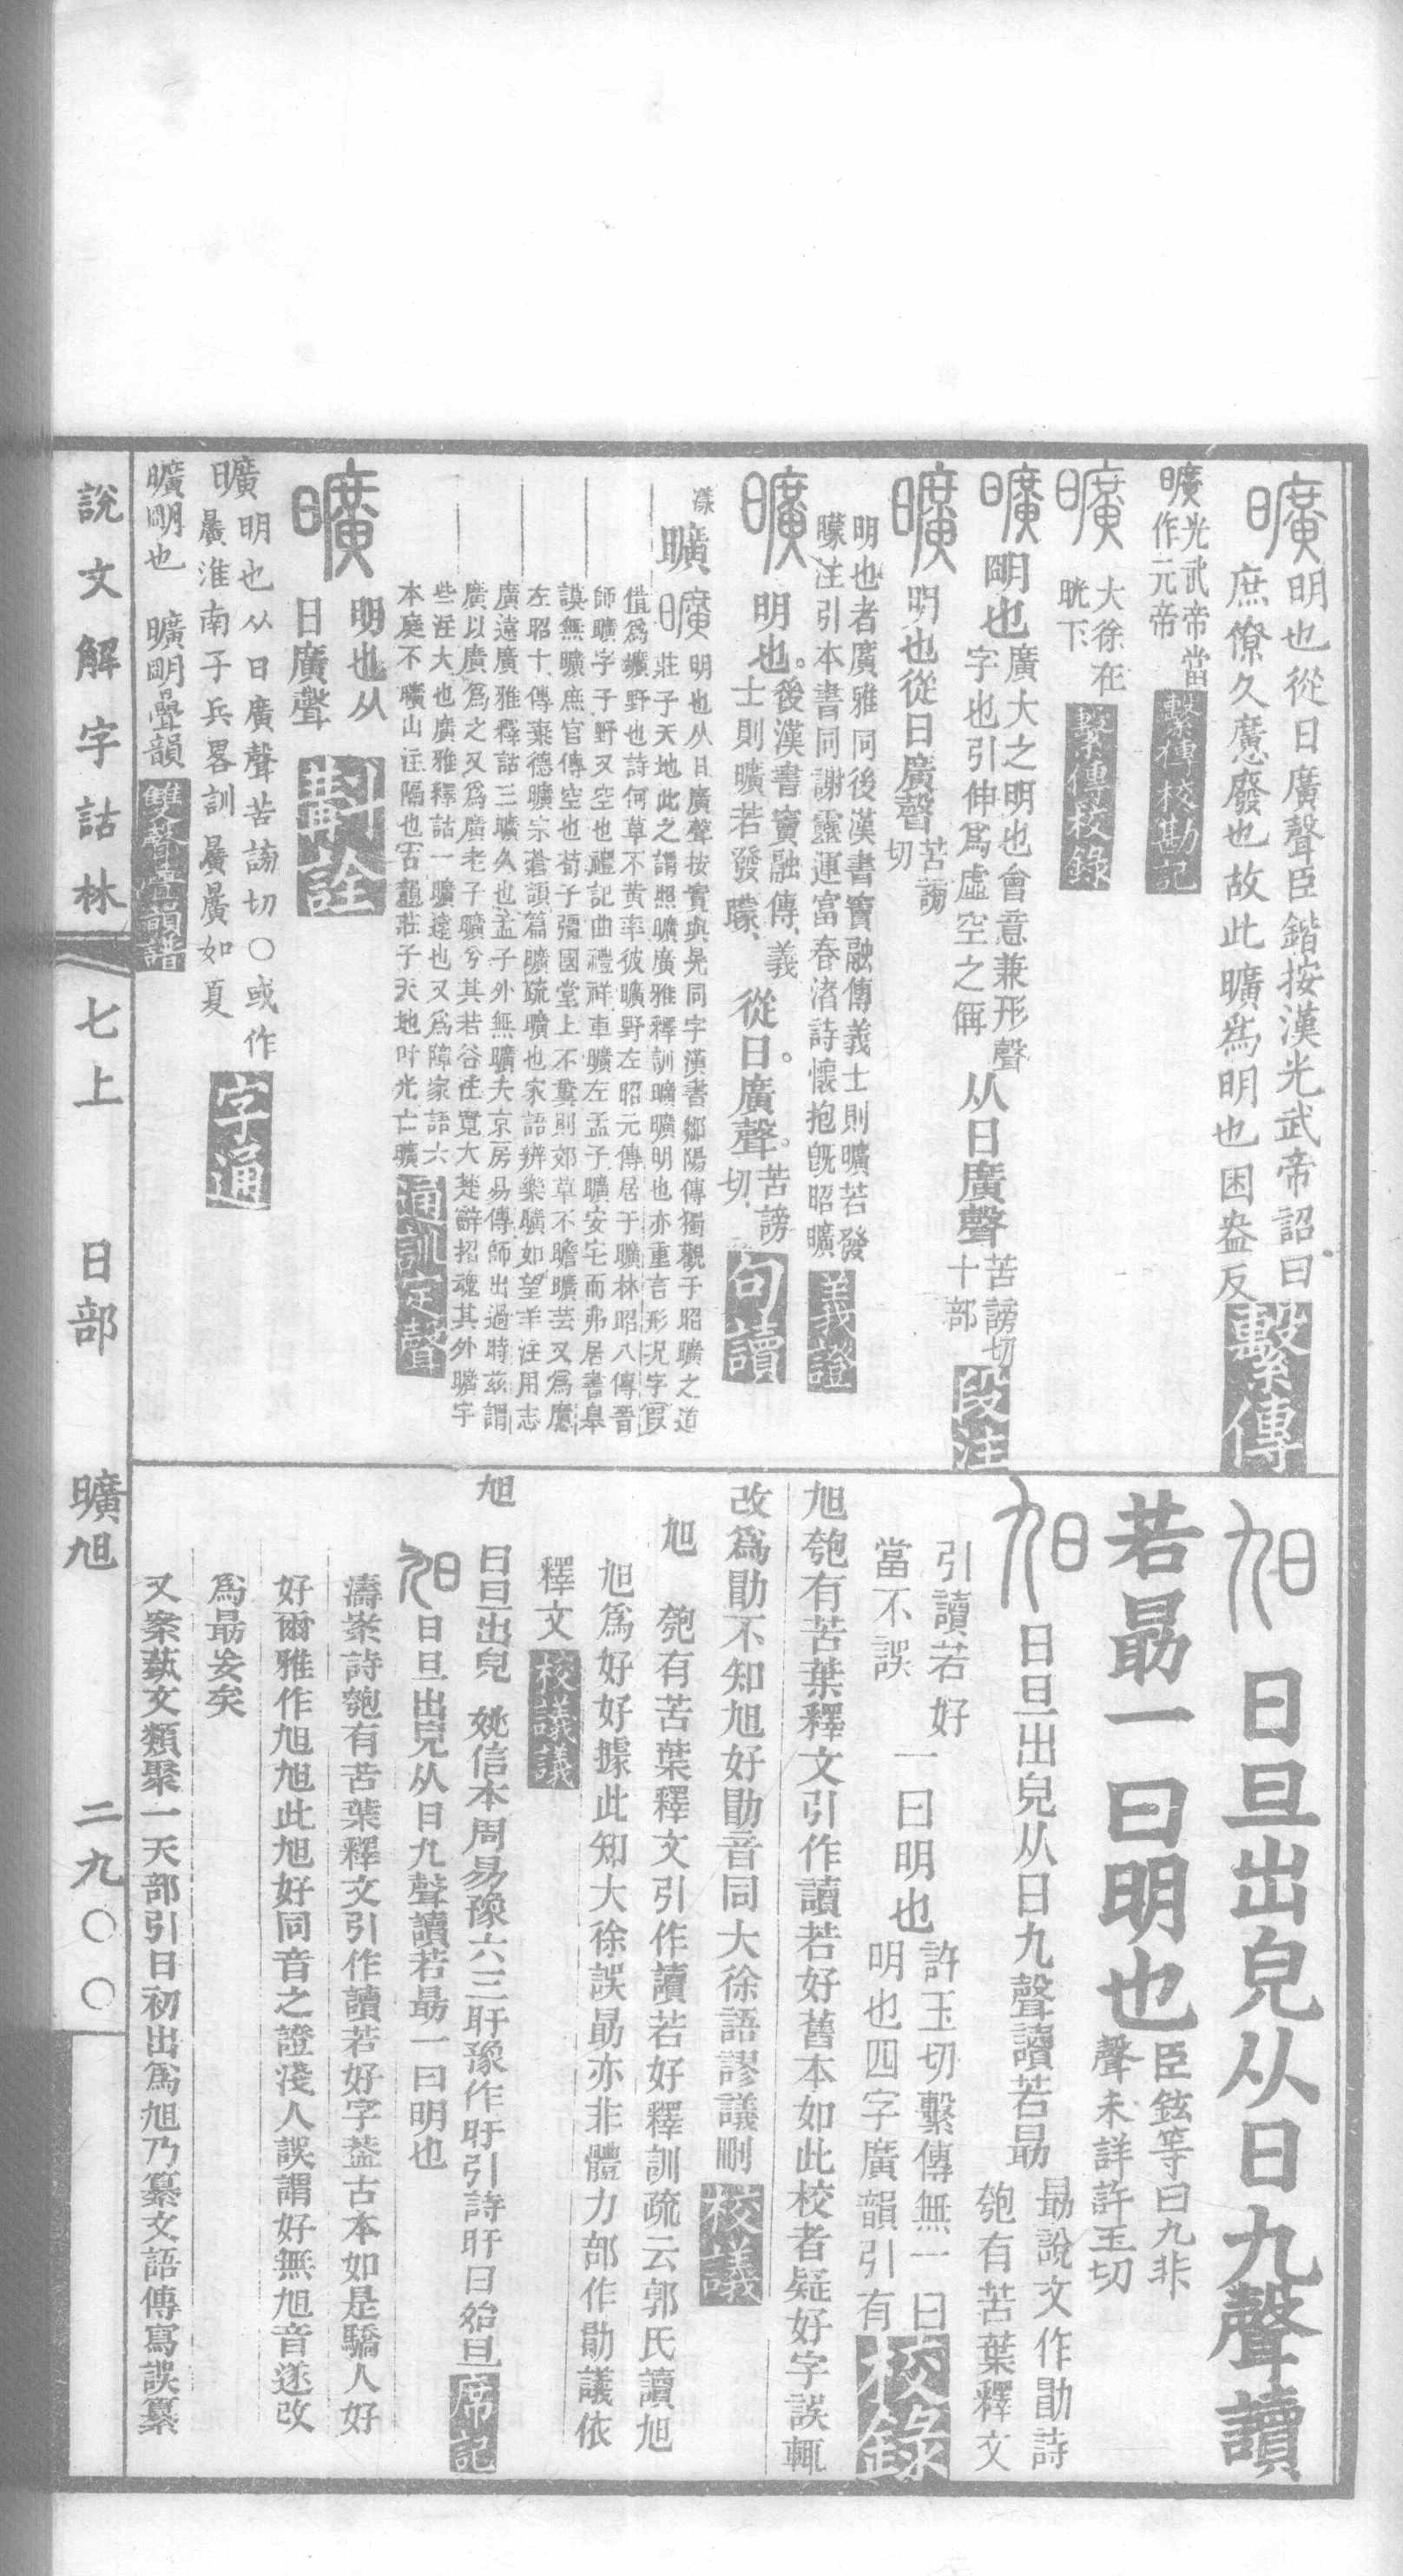 曠明也從日廣聲臣鍇按漢光武帝詔曰
庶僚久廣廣廢也故此曠為明也困盎反繫傳
曠光武帝當
作元帝繫傳校勘記
曠大徐在
晄下繫傳校錄
曠朙也廣大之明也會意兼形聲
字也引伸爲虛空之偁从日廣聲苦謗切
十部段注
曠明也從日廣聲苦謗
切
明也者廣雅同後漢書竇融傳義士則曠若發
矇注引本書同謝靈運富春渚詩懷抱旣昭曠義證
曠明也。後漢書竇融傳、義
士則曠若發矇、從日廣聲。苦謗
切、句讀
曠曠明也从日廣聲按實與晃同字漢書鄒陽傳獨觀于昭曠之道
莊子天地此之謂照曠廣雅釋訓曠曠明也亦重言形況字叚
借爲壙野也詩何草不黄率彼曠野左昭元傳居于曠林昭八傳晉
師曠字子野又空也禮記曲禮祥車曠左孟子曠安宅而弗居書皋
謨無曠庶官傳空也荀子彊國堂上不糞則郊草不瞻曠芸又爲廣
左昭十傳棄德曠宗蒼頡篇曠疏曠也家語辨樂曠如望羊注用志
廣遠廣雅釋詁三曠久也孟子外無曠夫京房易傳師出過時茲謂
廣以廣爲之又爲廣老子曠兮其若谷呂覽大楚辭招魂其外曠宇
些注大也廣雅釋詁一曠遠也又爲障家語六
本庭不曠山注隔也古韻莊子天地叶光亡曠通訓定聲
曠明也从
日廣聲斠詮
曠明也从日廣聲苦謗切〇或作
㬑淮南子兵畧訓㬑㬑如夏字通
曠朙也　曠朙疊韻雙聲疊韻譜
旭日旦出皃从日九聲讀
若勗一曰明也臣鉉等曰九非
聲未詳許玉切
旭日旦出皃从日九聲讀若勗勗說文作勖詩
匏有苦葉釋文
引讀若好
當不誤一曰明也許玉切繫傳無一曰
明也四字廣韻引有校錄
旭匏有苦葉釋文引作讀若好舊本如此校者疑好字誤輒
改爲勖不知旭好勖音同大徐語謬議刪校議
旭　匏有苦葉釋文引作讀若好釋訓疏云郭氏讀旭
旭爲好好據此知大徐誤勗亦非體力部作勖議依
釋文校議議
旭　日旦出皃　姚信本周易豫六三盱豫作旴引詩旴日始旦席記
旭日旦出皃从日九聲讀若勗一曰明也
濤案詩匏有苦葉釋文引作讀若好字葢古本如是驕人好
好爾雅作旭旭此旭好同音之證淺人誤謂好無旭音遂改
爲勗妄矣
又案蓺文類聚一天部引日初出爲旭乃纂文語傳寫誤纂
說文解字詁林　七上　日部　曠旭　二九〇〇